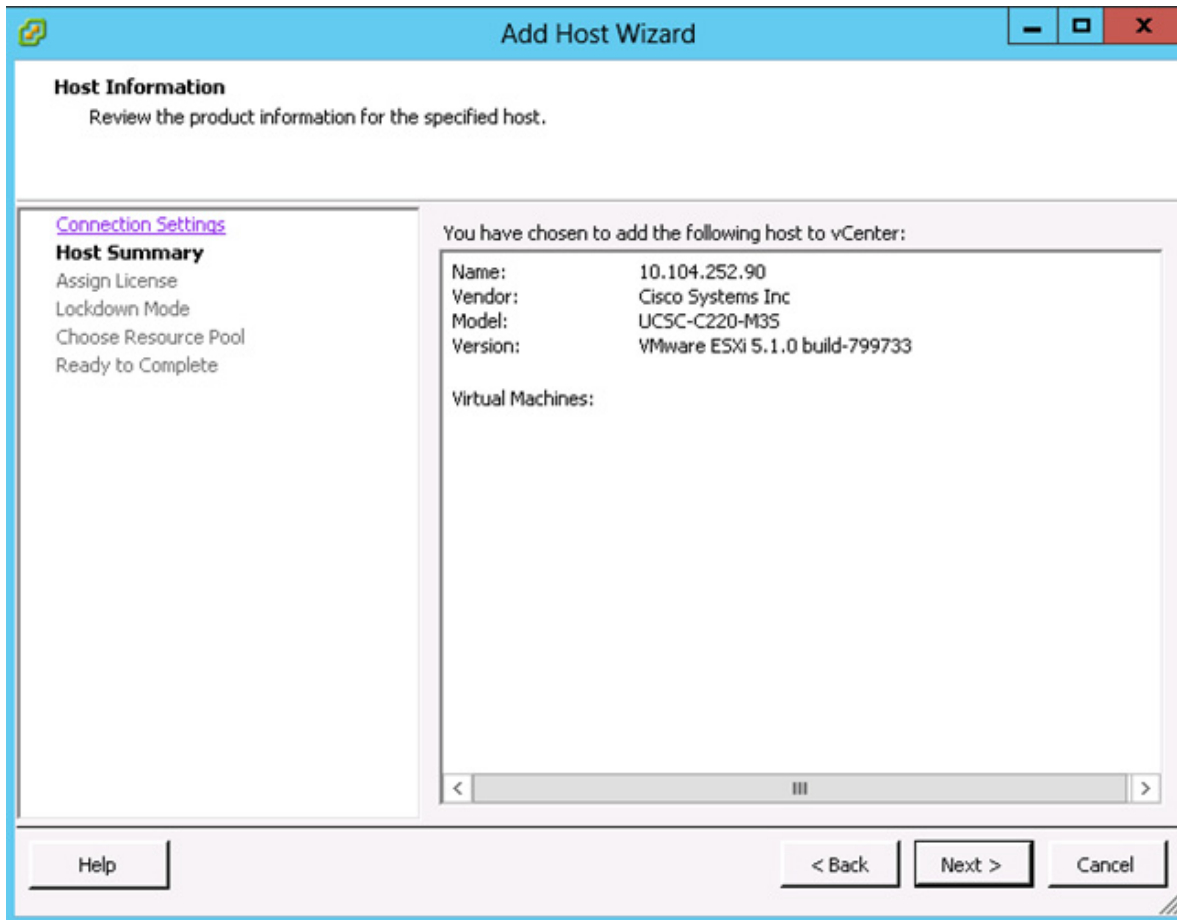 Add Host Wizard
Host Information
Review the product information for the specified host.
Connection Settings
Host Summary
Assign License
Lockdown Mode
Choose Resource Pool
Ready to Complete
You have chosen to add the following host to vCenter:
Name: 10.104.252.90
Vendor: Cisco Systems Inc
Model: UCSC-C220-M3S
Version: VMware ESXi 5.1.0 build-799733
Virtual Machines:
Help
< Back
Next >
Cancel